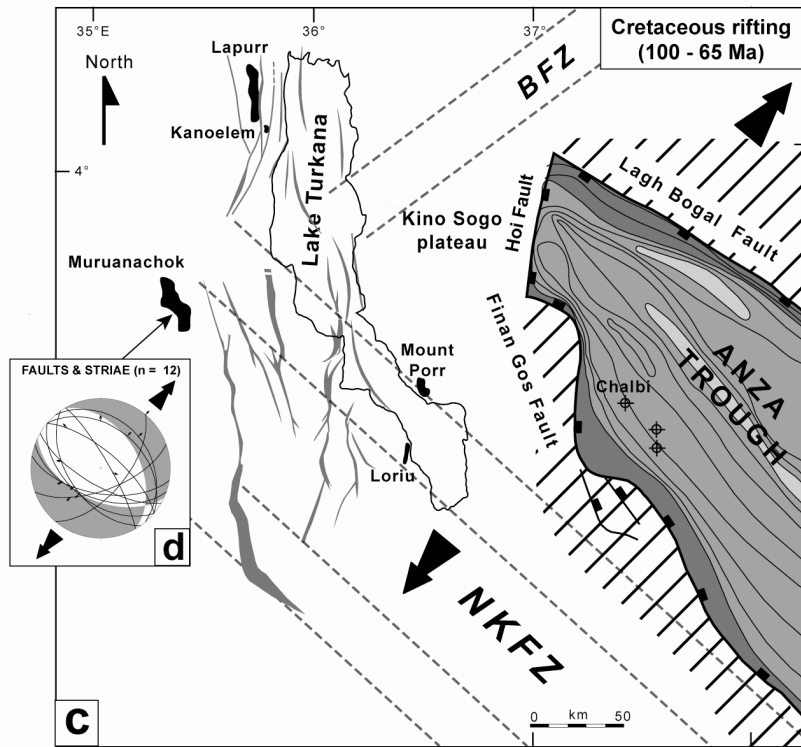 35°E
36°
37°
Cretaceous rifting
(100 - 65 Ma)
Lapurr
North
BFZ
Kanoelem
4°
Lake Turkana
Lagh Bogal Fault
Hoi Fault
Kino Sogo
plateau
Muruanachok
Finan Gos Fault
Mount
Porr
ANZA
TROUGH
FAULTS & STRIAE (n = 12)
Chalbi
Loriu
d
NKFZ
c
0 km 50